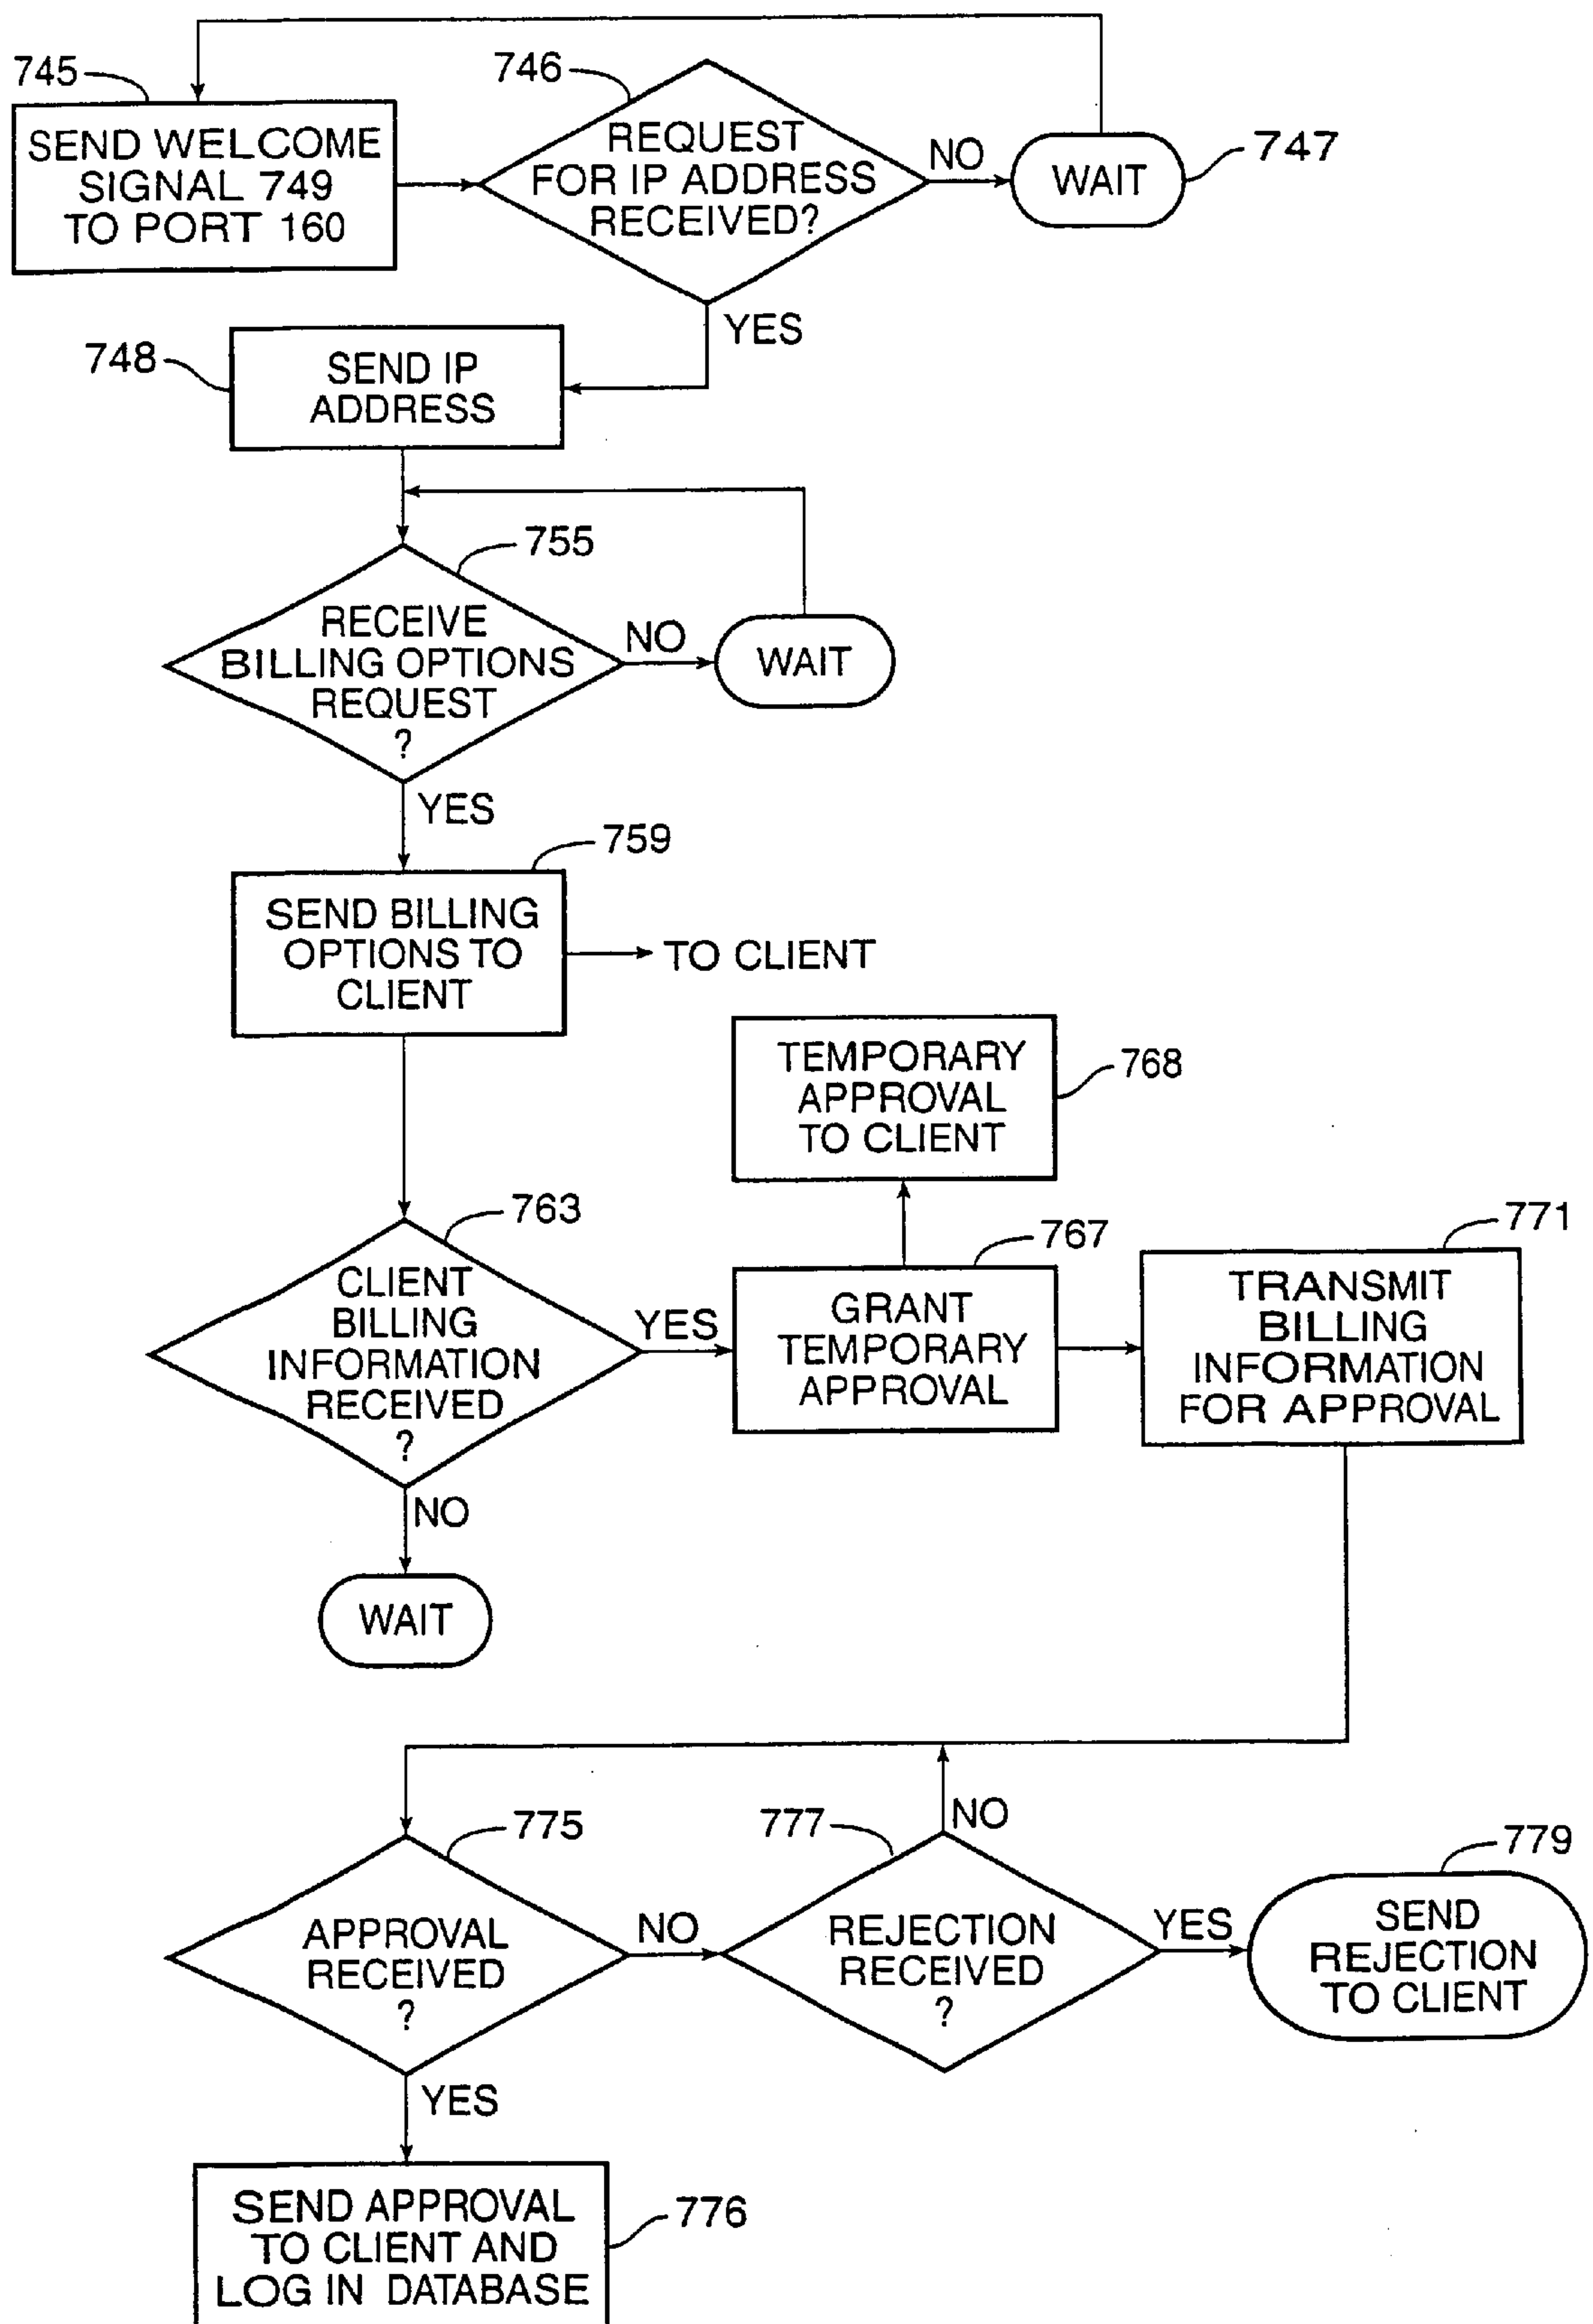 745
SEND WELCOME
SIGNAL 749
TO PORT 160
746
REQUEST
FOR IP ADDRESS
RECEIVED?
NO
WAIT
747
YES
748
SEND IP
ADDRESS
755
RECEIVE
BILLING OPTIONS
REQUEST
?
NO
WAIT
YES
759
SEND BILLING
OPTIONS TO
CLIENT
TO CLIENT
TEMPORARY
APPROVAL
TO CLIENT
768
763
CLIENT
BILLING
INFORMATION
RECEIVED
?
YES
767
GRANT
TEMPORARY
APPROVAL
771
TRANSMIT
BILLING
INFORMATION
FOR APPROVAL
NO
WAIT
775
APPROVAL
RECEIVED
?
NO
777
NO
REJECTION
RECEIVED
?
YES
779
SEND
REJECTION
TO CLIENT
YES
SEND APPROVAL
TO CLIENT AND
LOG IN DATABASE
776